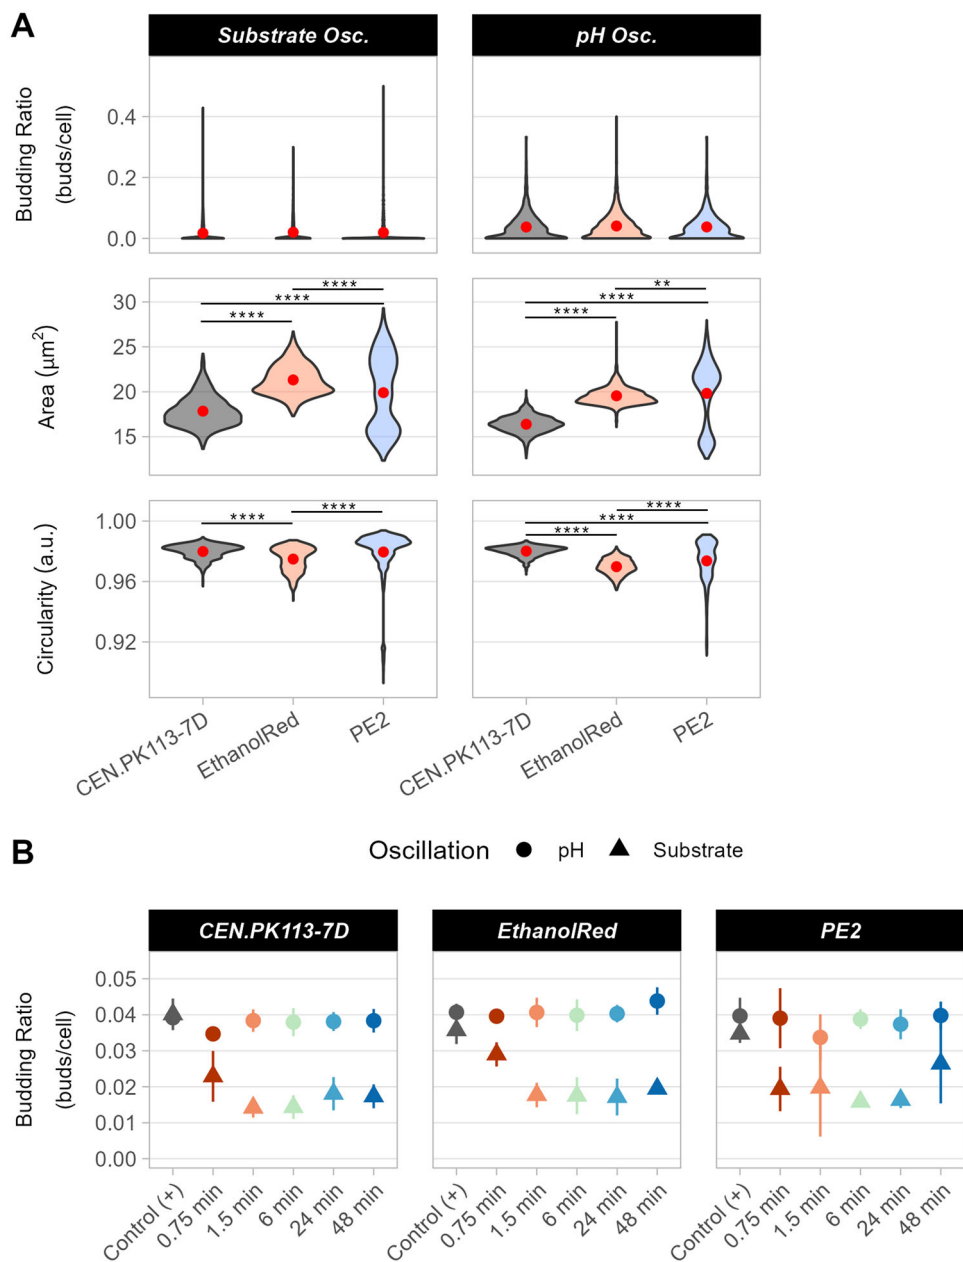 A
Substrate Osc.
pH Osc.
Budding Ratio
(buds/cell)
0.4
0.2
0.0
Area (μm²)
30
25
20
15
****
****
****
**
****
****
Circularity (a.u.)
1.00
0.96
0.92
****
****
****
****
****
CEN.PK113-7D
EthanolRed
PE2
CEN.PK113-7D
EthanolRed
PE2
B
Oscillation pH Substrate
CEN.PK113-7D
EthanolRed
PE2
Budding Ratio
(buds/cell)
0.05
0.04
0.03
0.02
0.01
0.00
Control (+)
0.75 min
1.5 min
6 min
24 min
48 min
Control (+)
0.75 min
1.5 min
6 min
24 min
48 min
Control (+)
0.75 min
1.5 min
6 min
24 min
48 min